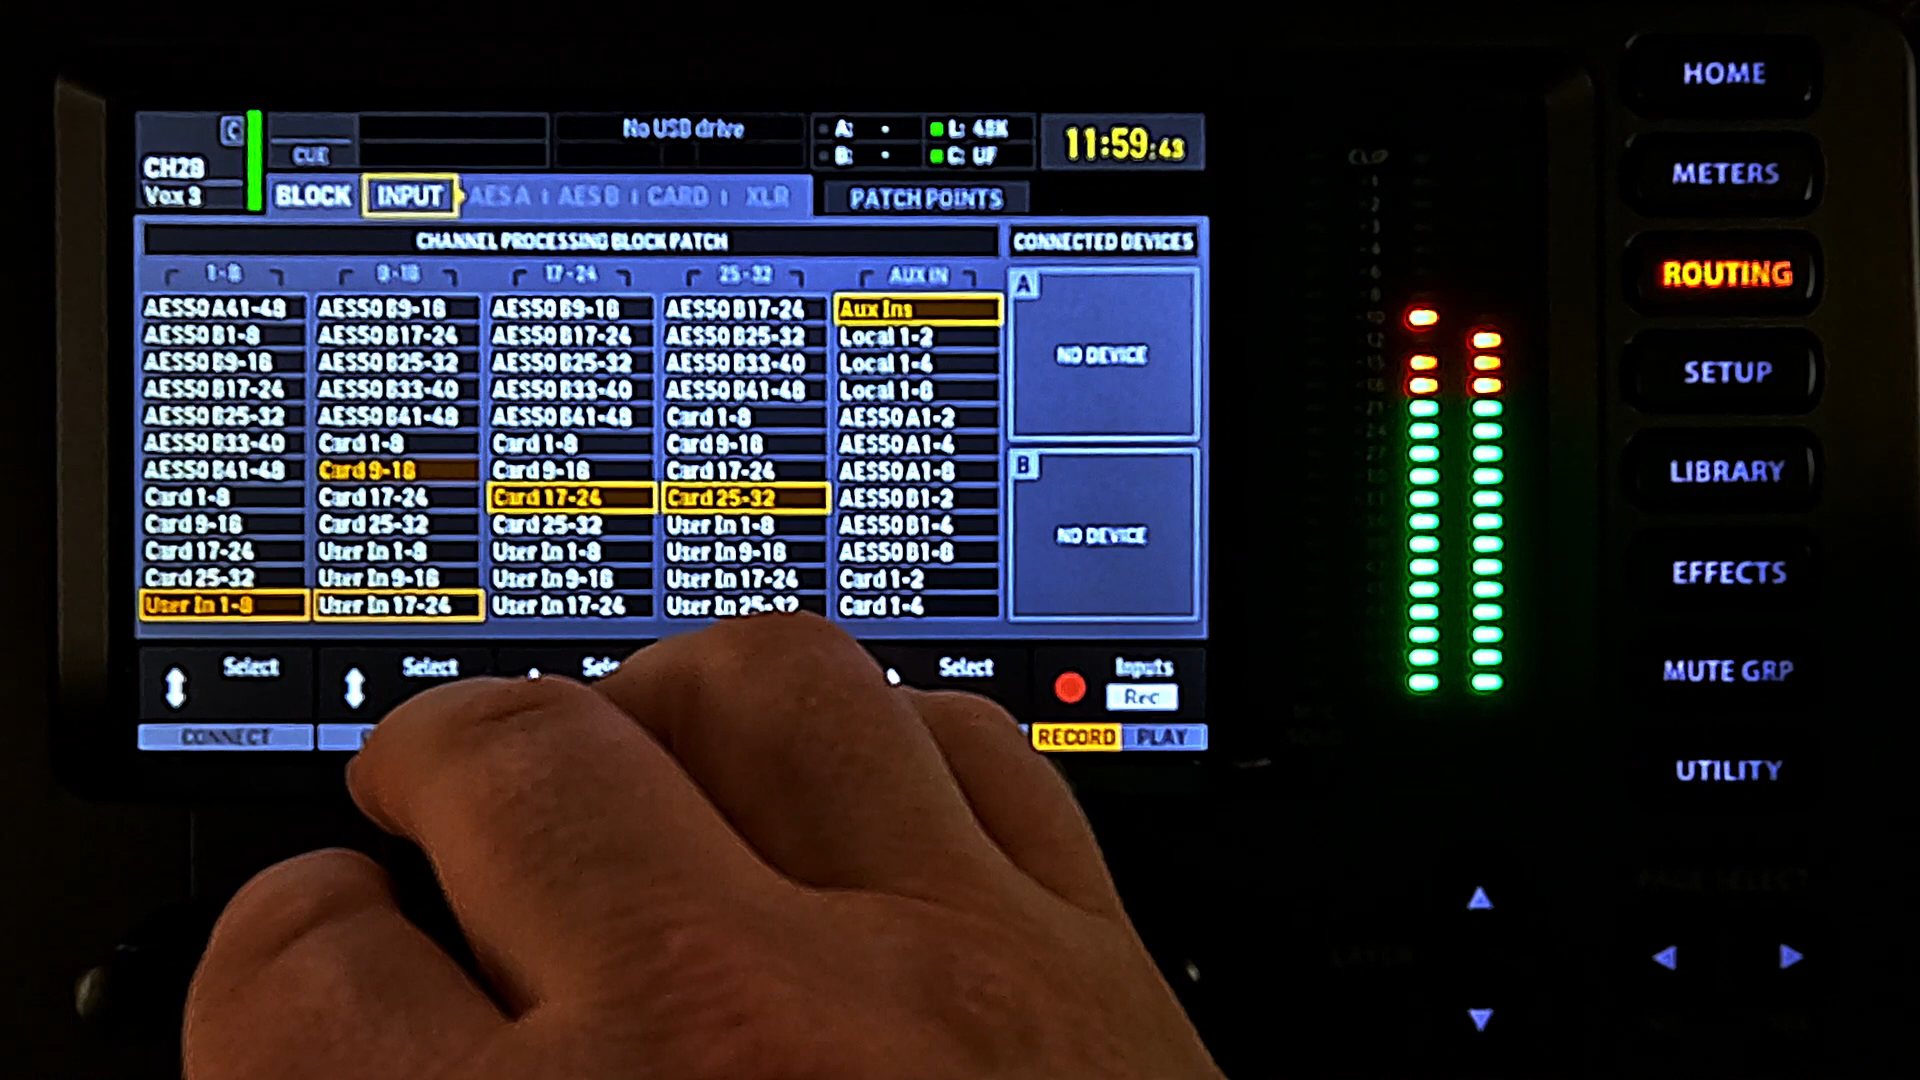 HOME
METERS
ROUTING
SETUP
LIBRARY
EFFECTS
MUTE GRP
UTILITY
C
CH28
Vox 3
CUE
No USB drive
A:
B:
L: 48K
C: UF
11:59:43
BLOCK INPUT AES A AES B CARD XLR
PATCH POINTS
CHANNEL PROCESSING BLOCK PATCH
CONNECTED DEVICES
1-8 9-16 17-24 25-32 AUX IN
AES50 A41-48 AES50 B9-16 AES50 B9-16 AES50 B17-24 Aux Ins
AES50 B1-8 AES50 B17-24 AES50 B17-24 AES50 B25-32 Local 1-2
AES50 B9-16 AES50 B25-32 AES50 B25-32 AES50 B33-40 Local 1-4
AES50 B17-24 AES50 B33-40 AES50 B33-40 AES50 B41-48 Local 1-6
AES50 B25-32 AES50 B41-48 AES50 B41-48 Card 1-8 AES50 A1-2
AES50 B33-40 Card 1-8 Card 1-8 Card 9-16 AES50 A1-4
AES50 B41-48 Card 9-16 Card 9-16 Card 17-24 AES50 A1-6
Card 1-8 Card 17-24 Card 17-24 Card 25-32 AES50 B1-2
Card 9-16 Card 25-32 Card 25-32 User In 1-8 AES50 B1-4
Card 17-24 User In 1-8 User In 1-8 User In 9-16 AES50 B1-6
Card 25-32 User In 9-16 User In 9-16 User In 17-24 Card 1-2
User In 1-8 User In 17-24 User In 17-24 User In 25-32 Card 1-4
A
NO DEVICE
B
NO DEVICE
Select Select Select
Inputs
Rec
CONNECT
RECORD PLAY
CLIP
PAGE SELECT
LAYER